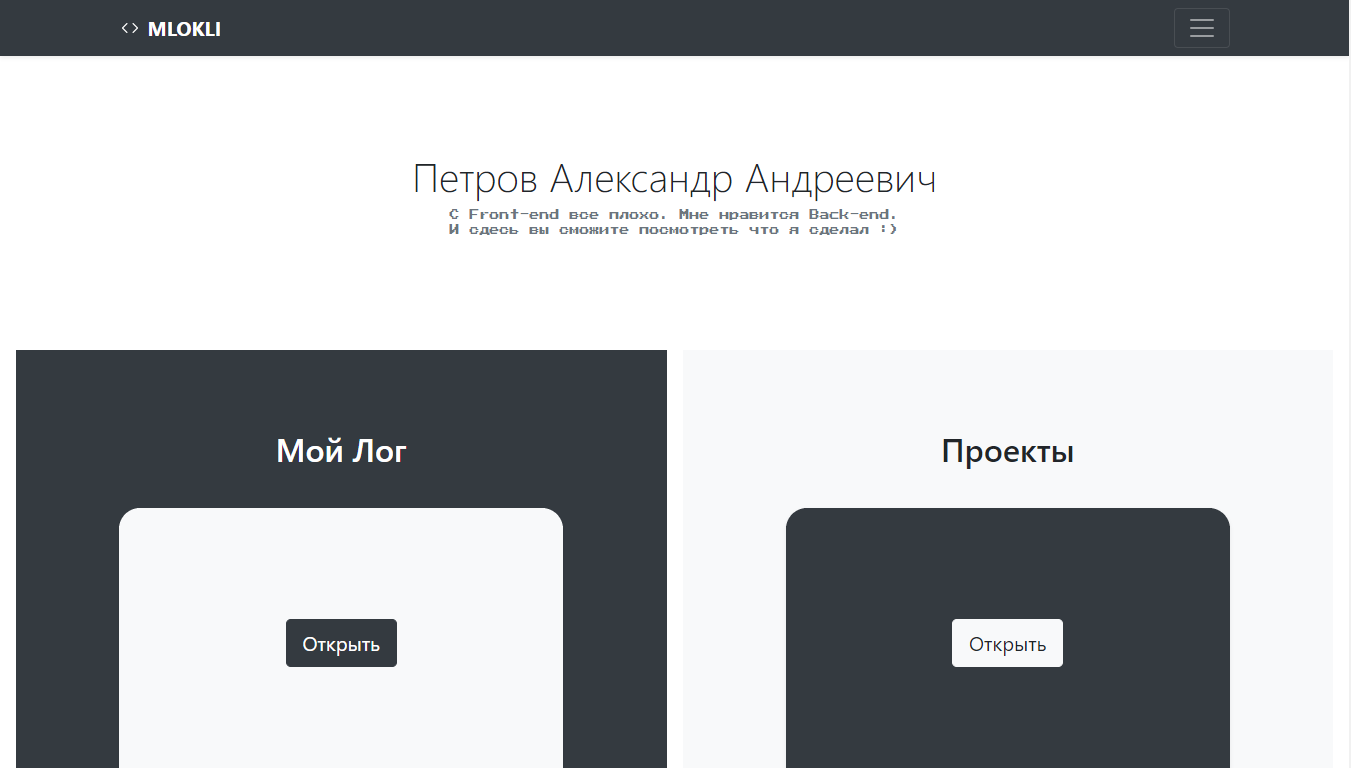 <> MLOKLI
Петров Александр Андреевич
С Front-end все плохо. Мне нравится Back-end.
И сдесь вы сможите посмотреть что я сделал :)
Мой Лог
Проекты
Открыть
Открыть